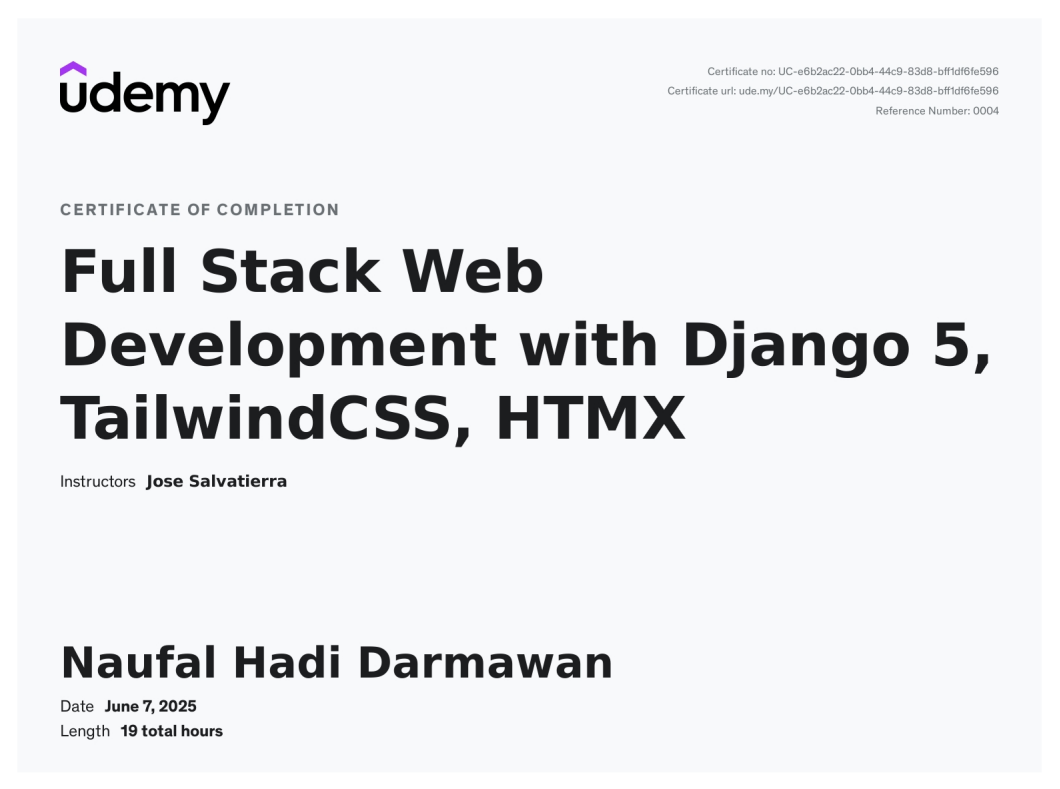 udemy
Certificate no: UC-e6b2ac22-0bb4-44c9-83d8-bff1df6fe596
Certificate url: ude.my/UC-e6b2ac22-0bb4-44c9-83d8-bff1df6fe596
Reference Number: 0004
CERTIFICATE OF COMPLETION
Full Stack Web
Development with Django 5,
TailwindCSS, HTMX
Instructors Jose Salvatierra
Naufal Hadi Darmawan
Date June 7, 2025
Length 19 total hours